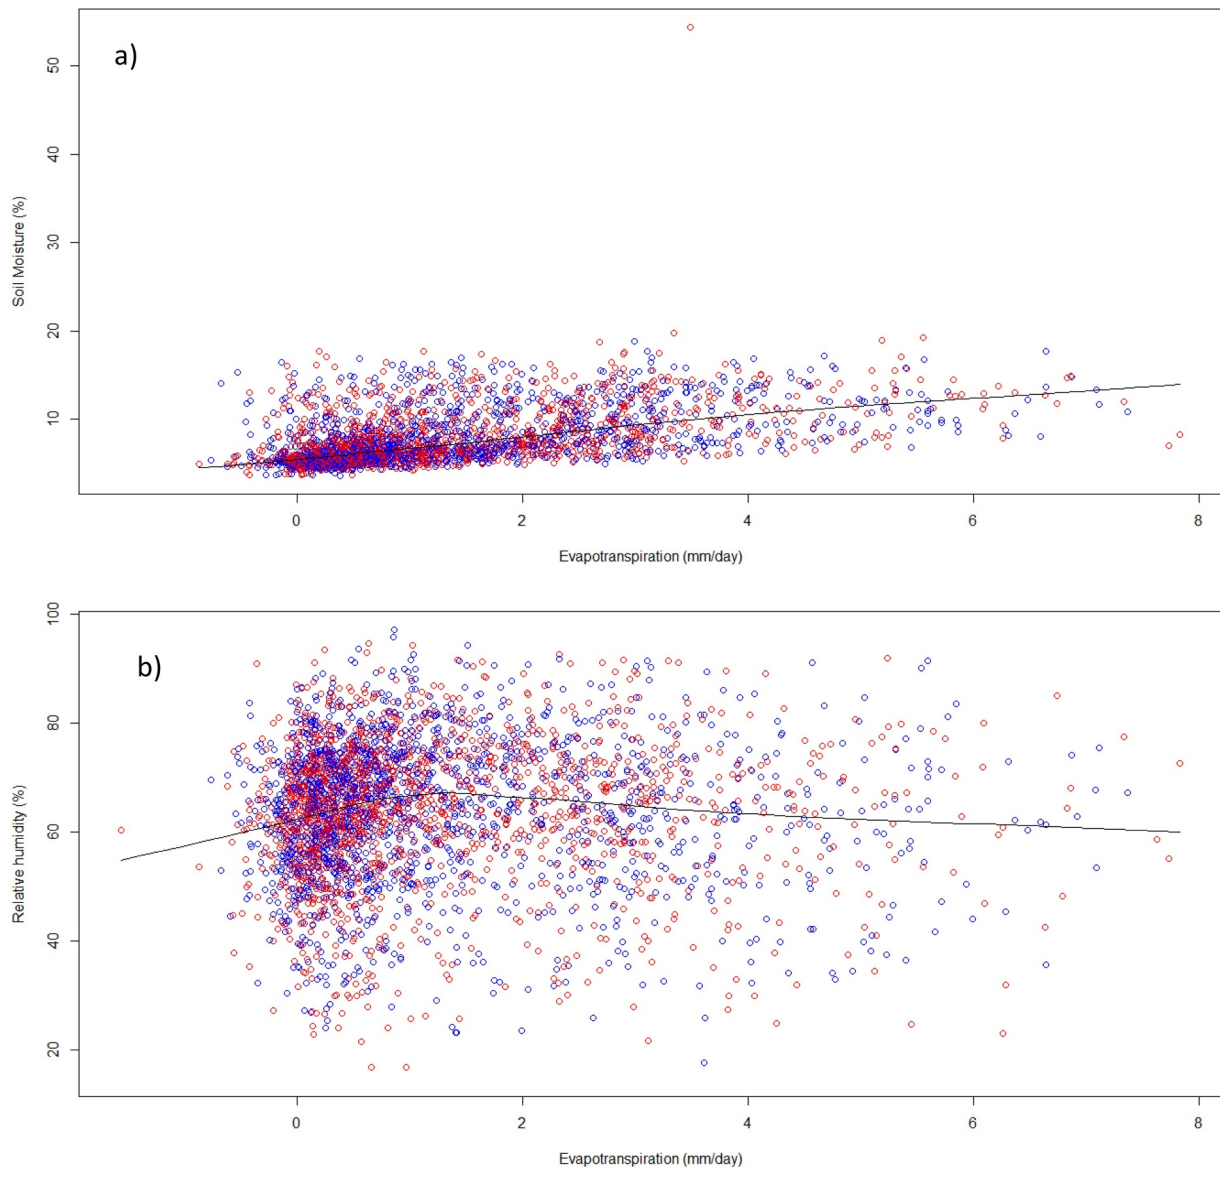 a)
50
40
30
20
10
Soil Moisture (%)
0 2 4 6 8
Evapotranspiration (mm/day)
b)
100
80
60
40
20
Relative humidity (%)
0 2 4 6 8
Evapotranspiration (mm/day)